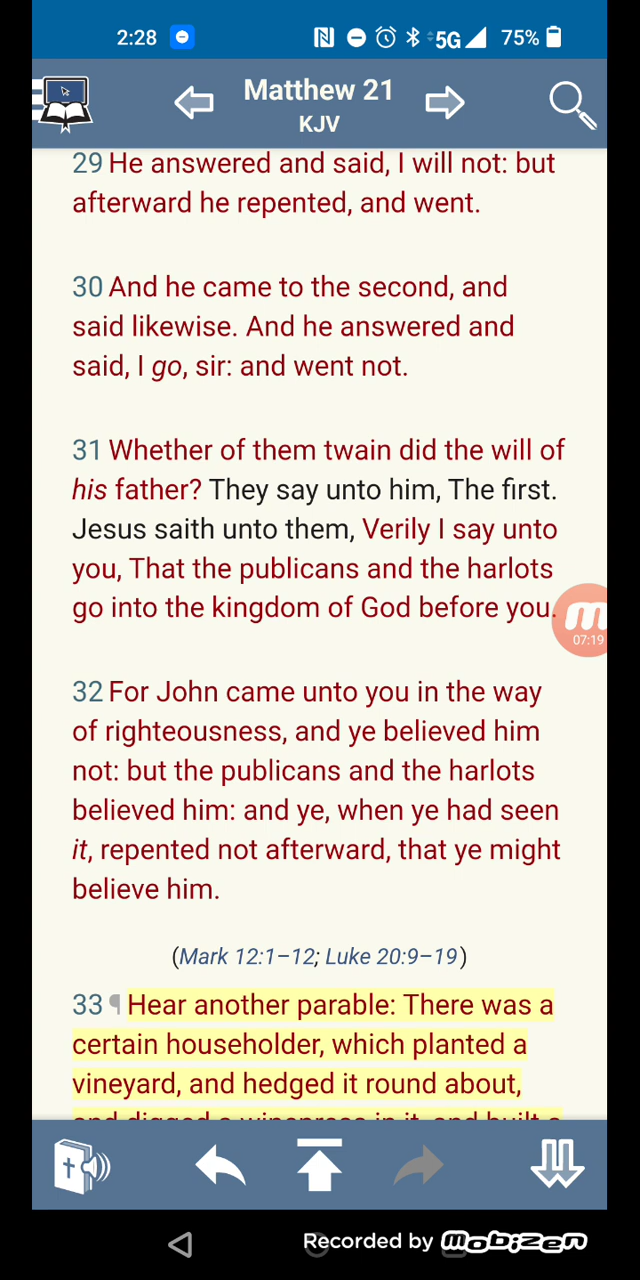 2:28
5G
75%
Matthew 21
KJV
29 He answered and said, I will not: but
afterward he repented, and went.
30 And he came to the second, and
said likewise. And he answered and
said, I go, sir: and went not.
31 Whether of them twain did the will of
his father? They say unto him, The first.
Jesus saith unto them, Verily I say unto
you, That the publicans and the harlots
go into the kingdom of God before you.
07:19
32 For John came unto you in the way
of righteousness, and ye believed him
not: but the publicans and the harlots
believed him: and ye, when ye had seen
it, repented not afterward, that ye might
believe him.
(Mark 12:1–12; Luke 20:9–19)
33 ¶ Hear another parable: There was a
certain householder, which planted a
vineyard, and hedged it round about,
and digged a winepress in it, and built a
Recorded by mobizen